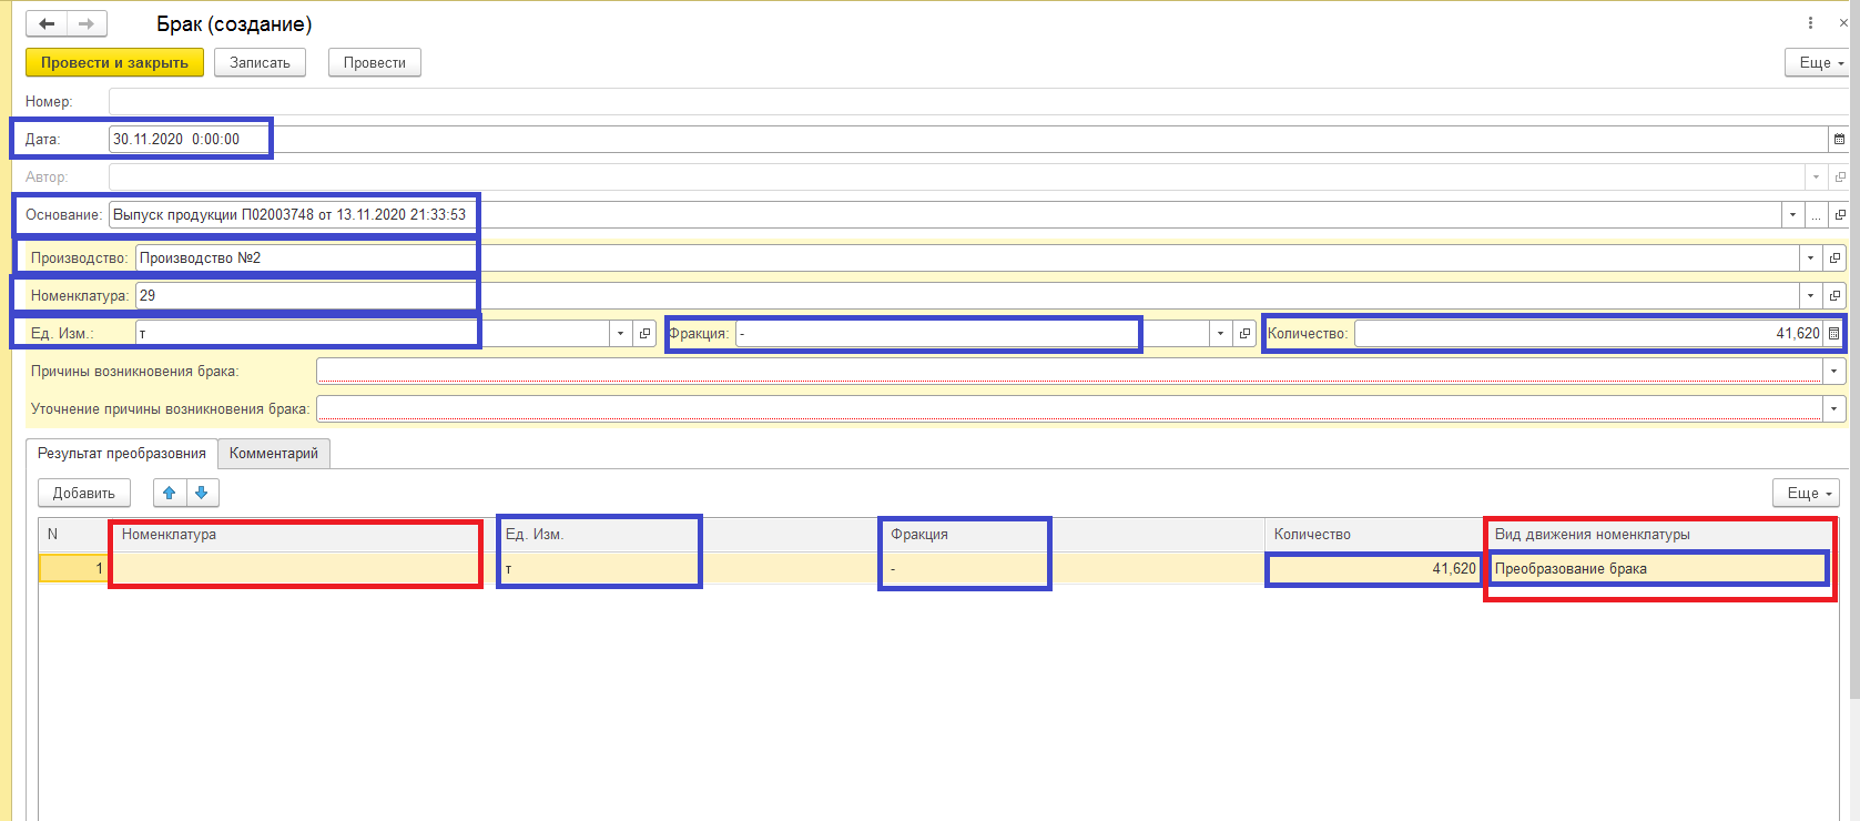 Брак (создание)
Провести и закрыть Записать Провести Еще
Номер:
Дата: 30.11.2020 0:00:00
Автор:
Основание: Выпуск продукции П02003748 от 13.11.2020 21:33:53
Производство: Производство №2
Номенклатура: 29
Ед. Изм.: т Фракция: - Количество: 41,620
Причины возникновения брака:
Уточнение причины возникновения брака:
Результат преобразовния Комментарий
Добавить Еще
N Номенклатура Ед. Изм. Фракция Количество Вид движения номенклатуры
1 т - 41,620 Преобразование брака